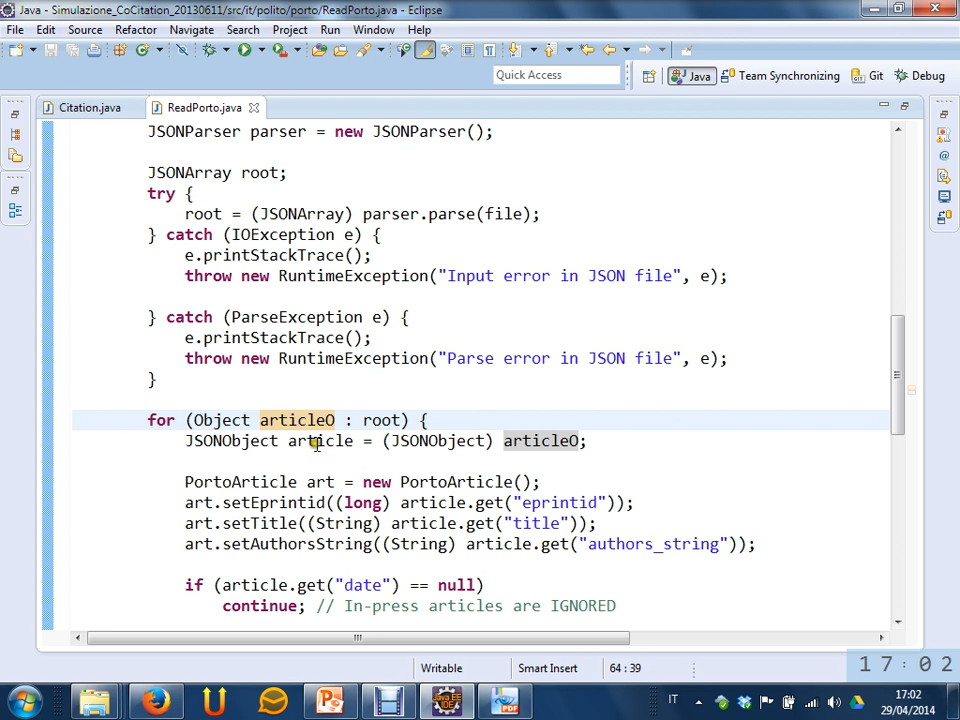 Java - Simulazione_CoCitation_20130611/src/it/polito/porto/ReadPorto.java - Eclipse
File Edit Source Refactor Navigate Search Project Run Window Help
Quick Access
Java
Team Synchronizing
Git
Debug
Citation.java
ReadPorto.java
JSONParser parser = new JSONParser();
JSONArray root;
try {
root = (JSONArray) parser.parse(file);
} catch (IOException e) {
e.printStackTrace();
throw new RuntimeException("Input error in JSON file", e);
} catch (ParseException e) {
e.printStackTrace();
throw new RuntimeException("Parse error in JSON file", e);
}
for (Object articleO : root) {
JSONObject article = (JSONObject) articleO;
PortoArticle art = new PortoArticle();
art.setEprintid((long) article.get("eprintid"));
art.setTitle((String) article.get("title"));
art.setAuthorsString((String) article.get("authors_string"));
if (article.get("date") == null)
continue; // In-press articles are IGNORED
Writable
Smart Insert
64 : 39
17:02
IT
17:02
29/04/2014